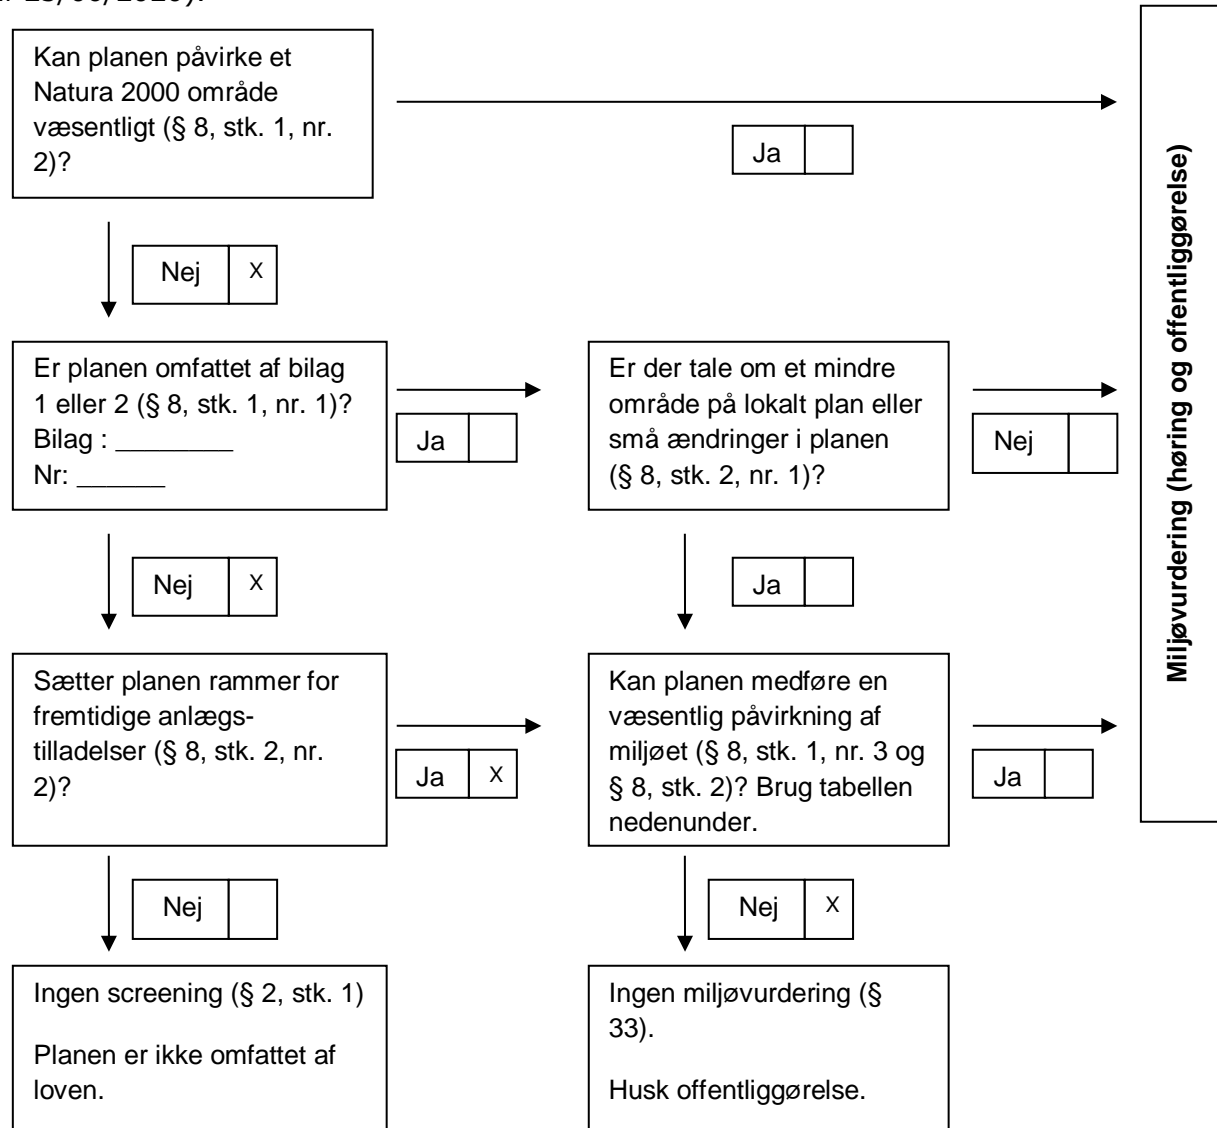 Kan planen påvirke et
Natura 2000 område
væsentligt (§ 8, stk. 1, nr.
2)?
Ja
Nej X
Er planen omfattet af bilag
1 eller 2 (§ 8, stk. 1, nr. 1)?
Bilag : ________
Nr: ______
Ja
Er der tale om et mindre
område på lokalt plan eller
små ændringer i planen
(§ 8, stk. 2, nr. 1)?
Nej
Nej X
Ja
Sætter planen rammer for
fremtidige anlægs-
tilladelser (§ 8, stk. 2, nr.
2)?
Ja X
Kan planen medføre en
væsentlig påvirkning af
miljøet (§ 8, stk. 1, nr. 3 og
§ 8, stk. 2)? Brug tabellen
nedenunder.
Ja
Nej
Nej X
Ingen screening (§ 2, stk. 1)
Planen er ikke omfattet af
loven.
Ingen miljøvurdering (§
33).
Husk offentliggørelse.
Miljøvurdering (høring og offentliggørelse)